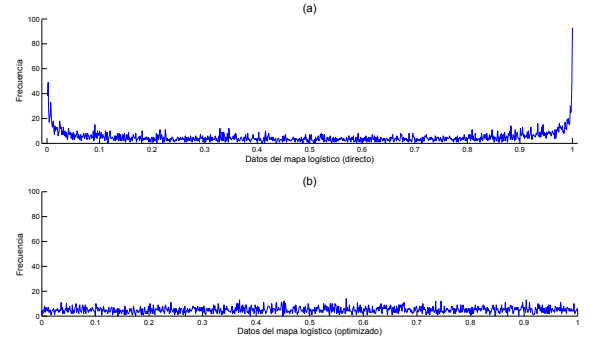 (a)
100
80
60
40
20
0
Frecuencia
0 0.1 0.2 0.3 0.4 0.5 0.6 0.7 0.8 0.9 1
Datos del mapa logístico (directo)
(b)
100
80
60
40
20
0
Frecuencia
0 0.1 0.2 0.3 0.4 0.5 0.6 0.7 0.8 0.9 1
Datos del mapa logístico (optimizado)